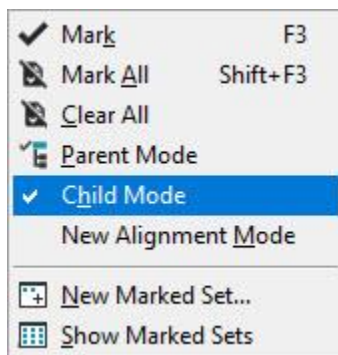 Mark F3
Mark All Shift+F3
Clear All
Parent Mode
Child Mode
New Alignment Mode
New Marked Set...
Show Marked Sets